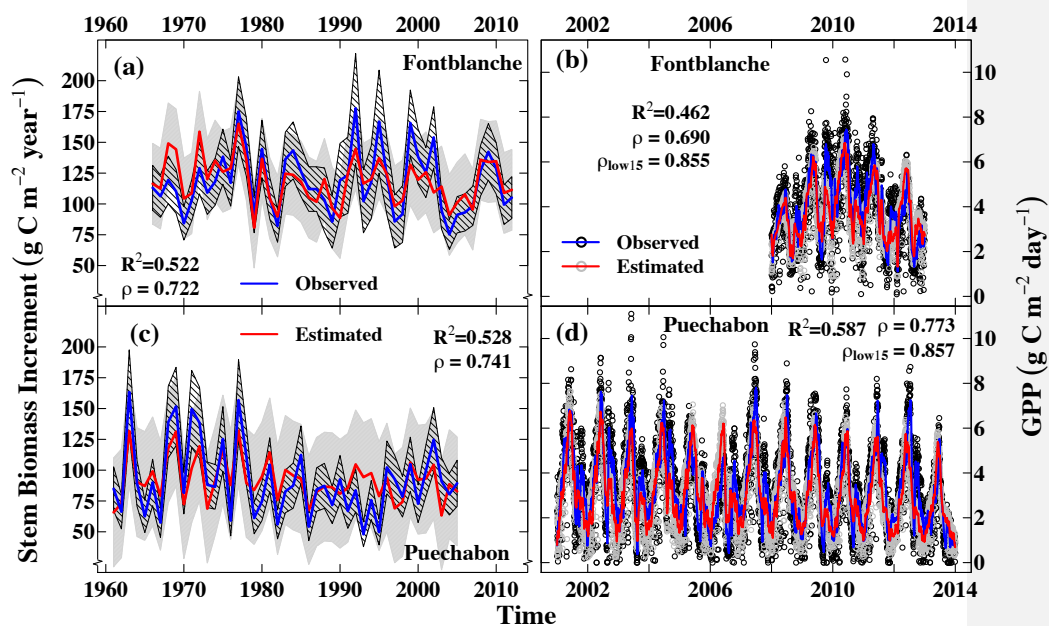 1960 1970 1980 1990 2000 2010
2002 2006 2010 2014
Stem Biomass Increment (g C m⁻² year⁻¹)
200
175
150
125
100
75
50
(a)
Fontblanche
R²=0.522
ρ = 0.722
Observed
(b)
Fontblanche
R²=0.462
ρ = 0.690
ρlow15 = 0.855
Observed
Estimated
10
8
6
4
2
0
GPP (g C m⁻² day⁻¹)
200
175
150
125
100
75
50
(c)
Estimated
R²=0.528
ρ = 0.741
Puechabon
(d)
Puechabon
R²=0.587 ρ = 0.773
ρlow15 = 0.857
10
8
6
4
2
0
1960 1970 1980 1990 2000 2010
2002 2006 2010 2014
Time